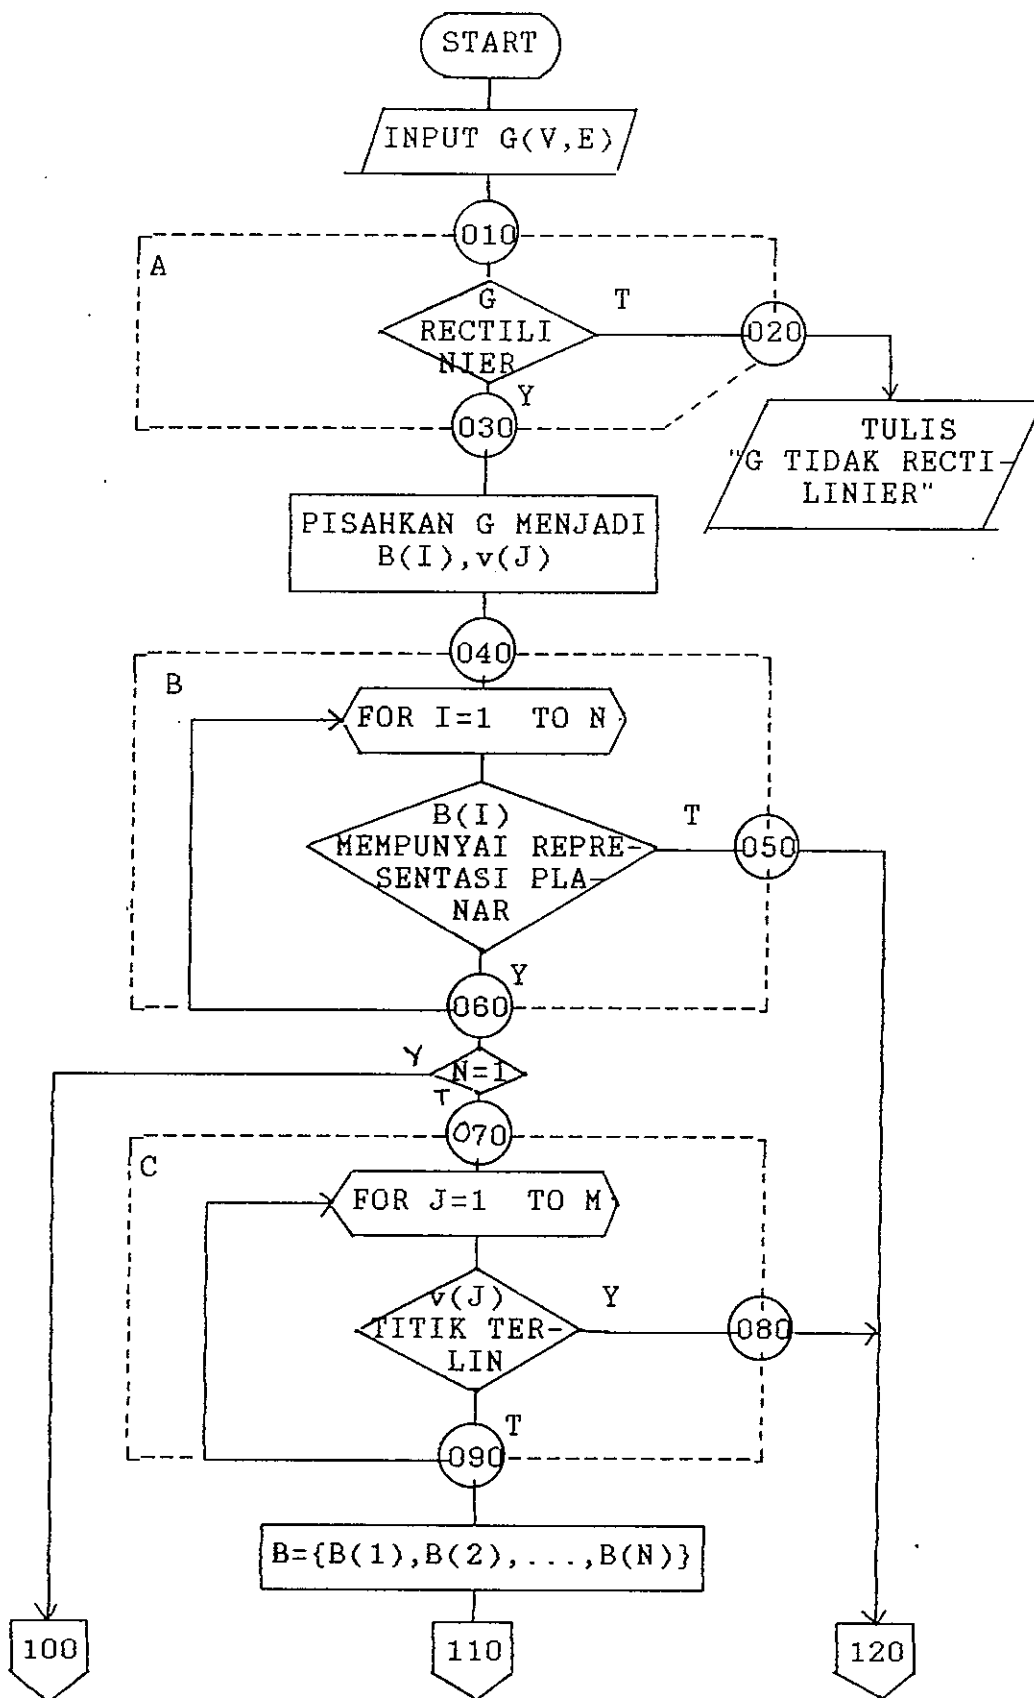 START
INPUT G(V,E)
010
A
G
RECTILI
NIER
T
020
Y
030
TULIS
"G TIDAK RECTI-
LINIER"
PISAHKAN G MENJADI
B(I),v(J)
040
B
FOR I=1 TO N
B(I)
MEMPUNYAI REPRE-
SENTASI PLA-
NAR
T
050
Y
060
Y
N=1
T
070
C
FOR J=1 TO M
v(J)
TITIK TER-
LIN
Y
080
T
090
B={B(1),B(2),...,B(N)}
100
110
120